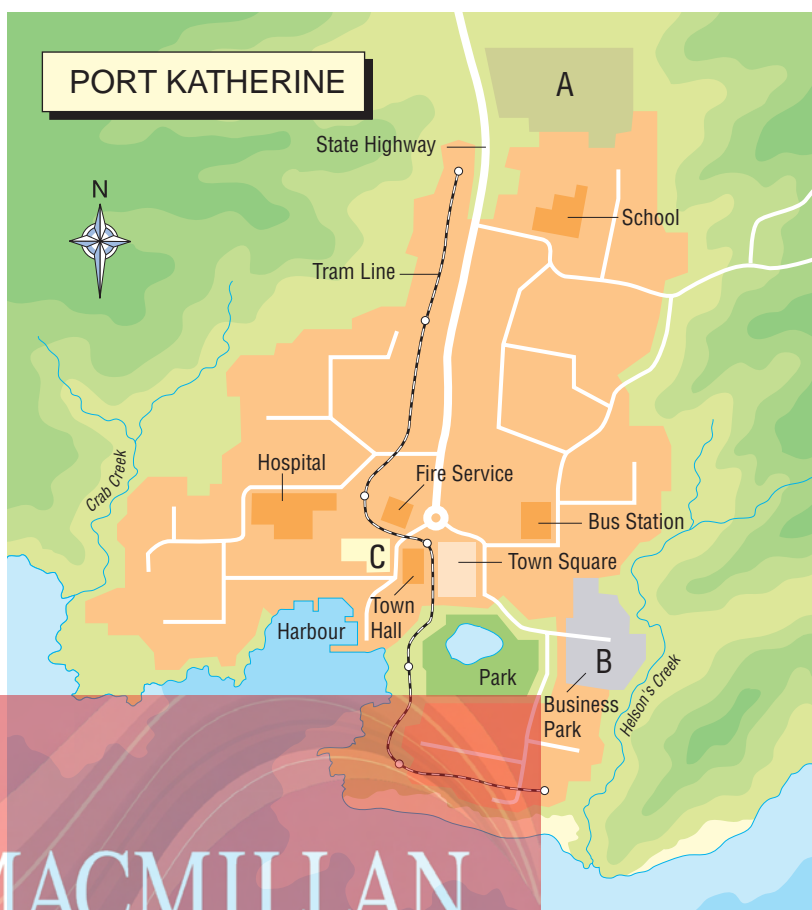 PORT KATHERINE
A
State Highway
N
School
Tram Line
Crab Creek
Hospital
Fire Service
Bus Station
C
Town Square
Town
Hall
Harbour
B
Park
Business
Park
Helson's Creek
MACMILLAN